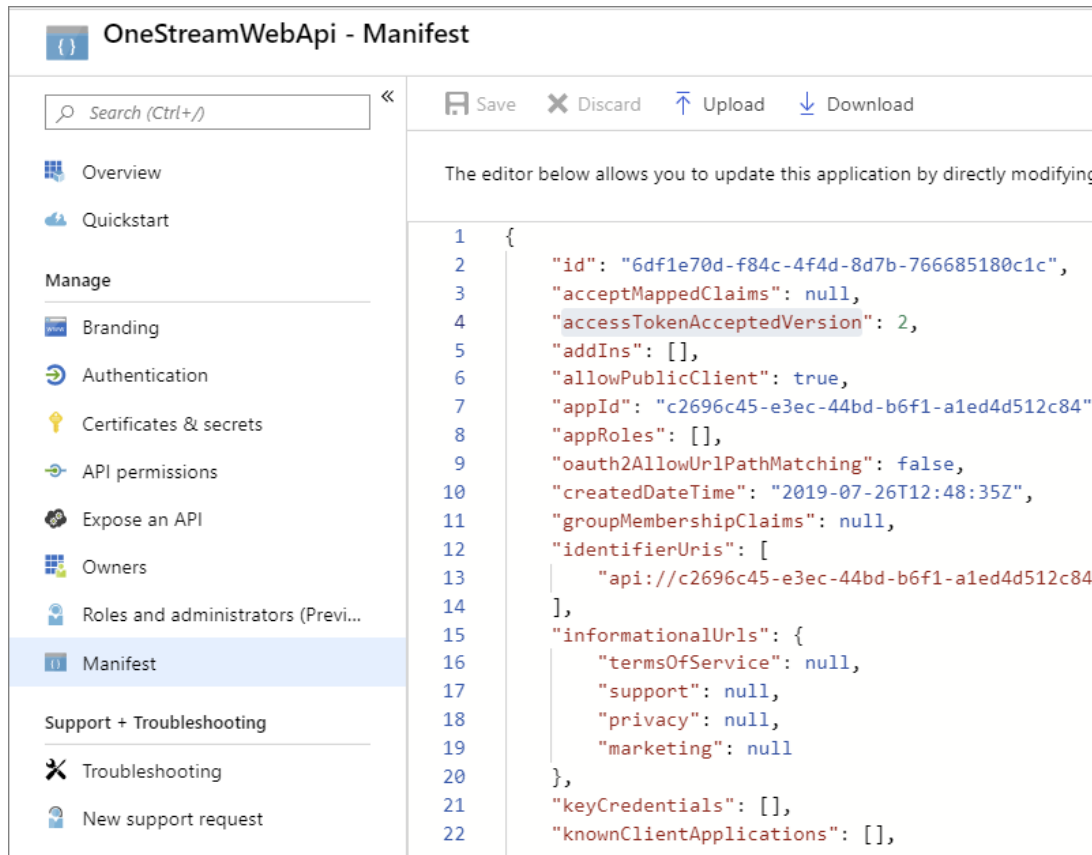 OneStreamWebApi - Manifest
Search (Ctrl+/)
«
Overview
Quickstart
Manage
Branding
Authentication
Certificates & secrets
API permissions
Expose an API
Owners
Roles and administrators (Previ...
Manifest
Support + Troubleshooting
Troubleshooting
New support request
Save Discard Upload Download
The editor below allows you to update this application by directly modifying
1 {
2 "id": "6df1e70d-f84c-4f4d-8d7b-766685180c1c",
3 "acceptMappedClaims": null,
4 "accessTokenAcceptedVersion": 2,
5 "addIns": [],
6 "allowPublicClient": true,
7 "appId": "c2696c45-e3ec-44bd-b6f1-a1ed4d512c84"
8 "appRoles": [],
9 "oauth2AllowUrlPathMatching": false,
10 "createdDateTime": "2019-07-26T12:48:35Z",
11 "groupMembershipClaims": null,
12 "identifierUris": [
13 "api://c2696c45-e3ec-44bd-b6f1-a1ed4d512c84
14 ],
15 "informationalUrls": {
16 "termsOfService": null,
17 "support": null,
18 "privacy": null,
19 "marketing": null
20 },
21 "keyCredentials": [],
22 "knownClientApplications": [],